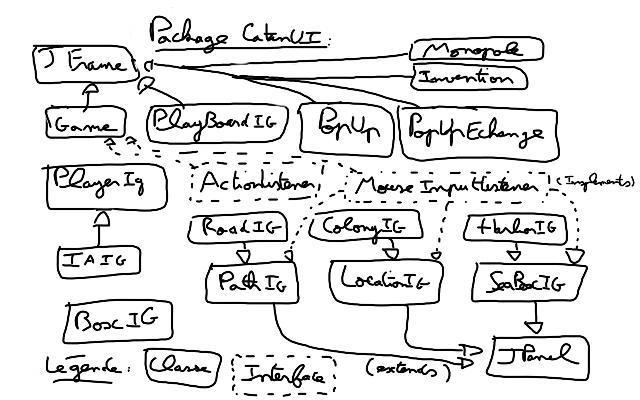 Package CatanUI:
JFrame
Monopole
Invention
Game
PlayBoardIG
PopUp
PopUpEchange
PlayerIg
ActionListener
MouseInputListener
(Implements)
RoadIG
ColonyIG
HarborIG
IAIG
PathIG
LocationIG
SeaBoxIG
BoxIG
JPanel
Légende:
Classe
Interface
(extends)